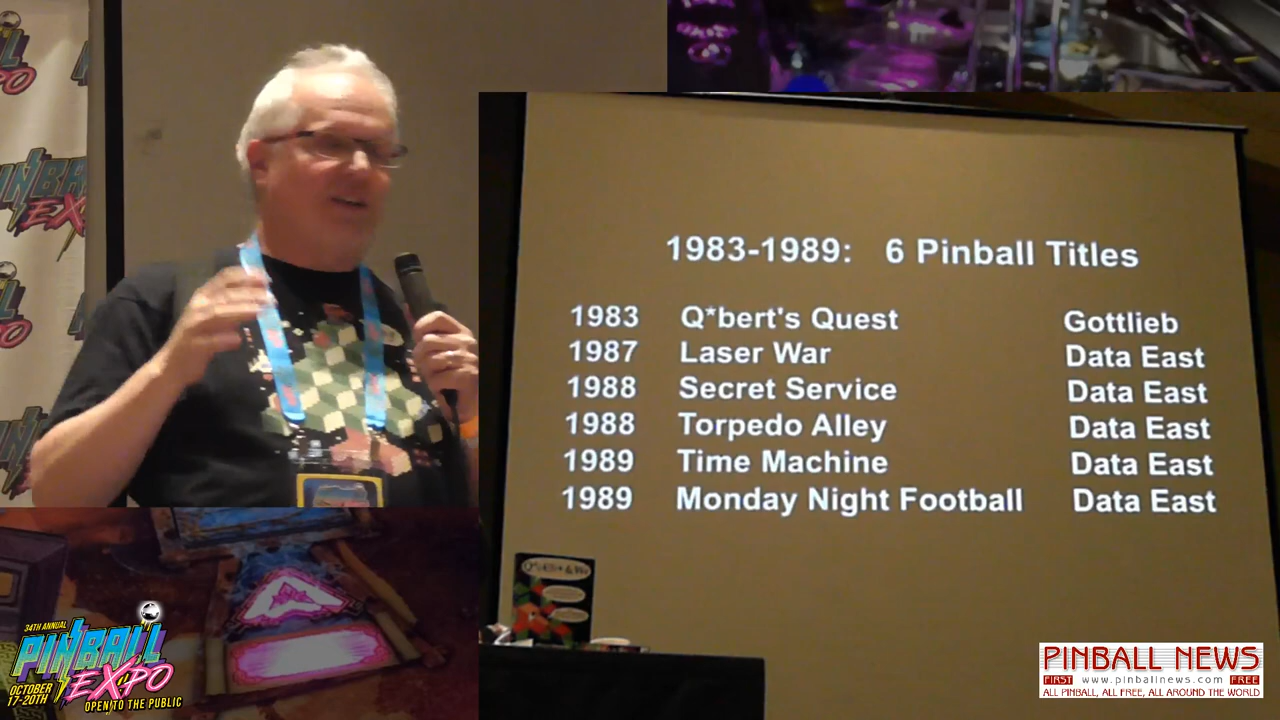 1983-1989: 6 Pinball Titles
1983 Q*bert's Quest Gottlieb
1987 Laser War Data East
1988 Secret Service Data East
1988 Torpedo Alley Data East
1989 Time Machine Data East
1989 Monday Night Football Data East
34TH ANNUAL
PINBALL
EXPO
OCTOBER
17-20TH
OPEN TO THE PUBLIC
PINBALL NEWS
FIRST www.pinballnews.com FREE
ALL PINBALL, ALL FREE, ALL AROUND THE WORLD